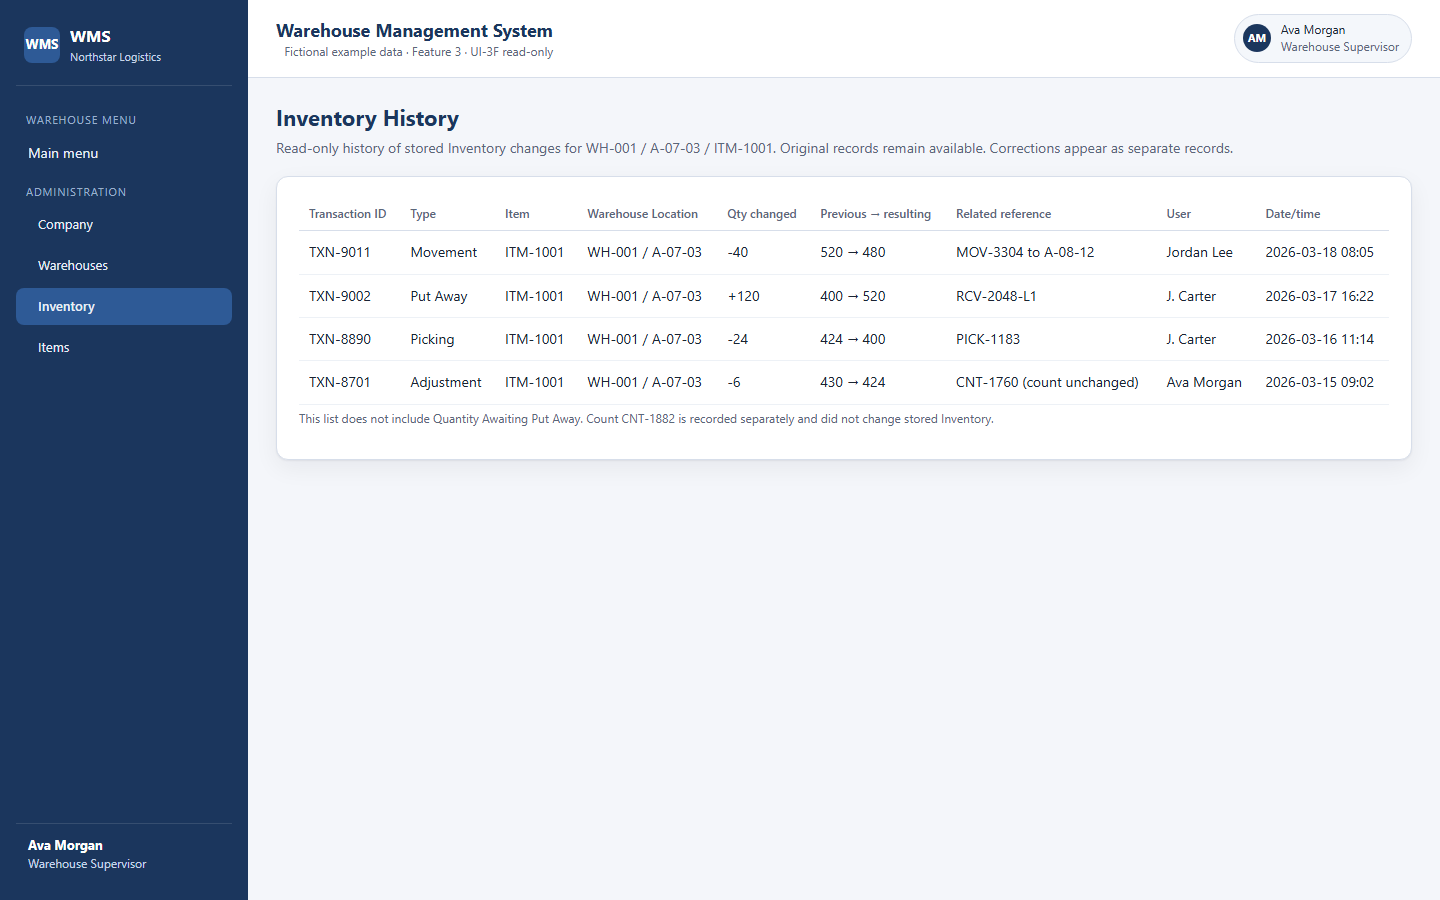 WMS
WMS
Northstar Logistics
WAREHOUSE MENU
Main menu
ADMINISTRATION
Company
Warehouses
Inventory
Items
Ava Morgan
Warehouse Supervisor
Warehouse Management System
Fictional example data · Feature 3 · UI-3F read-only
AM
Ava Morgan
Warehouse Supervisor
Inventory History
Read-only history of stored Inventory changes for WH-001 / A-07-03 / ITM-1001. Original records remain available. Corrections appear as separate records.
Transaction ID Type Item Warehouse Location Qty changed Previous → resulting Related reference User Date/time
TXN-9011 Movement ITM-1001 WH-001 / A-07-03 -40 520 → 480 MOV-3304 to A-08-12 Jordan Lee 2026-03-18 08:05
TXN-9002 Put Away ITM-1001 WH-001 / A-07-03 +120 400 → 520 RCV-2048-L1 J. Carter 2026-03-17 16:22
TXN-8890 Picking ITM-1001 WH-001 / A-07-03 -24 424 → 400 PICK-1183 J. Carter 2026-03-16 11:14
TXN-8701 Adjustment ITM-1001 WH-001 / A-07-03 -6 430 → 424 CNT-1760 (count unchanged) Ava Morgan 2026-03-15 09:02
This list does not include Quantity Awaiting Put Away. Count CNT-1882 is recorded separately and did not change stored Inventory.